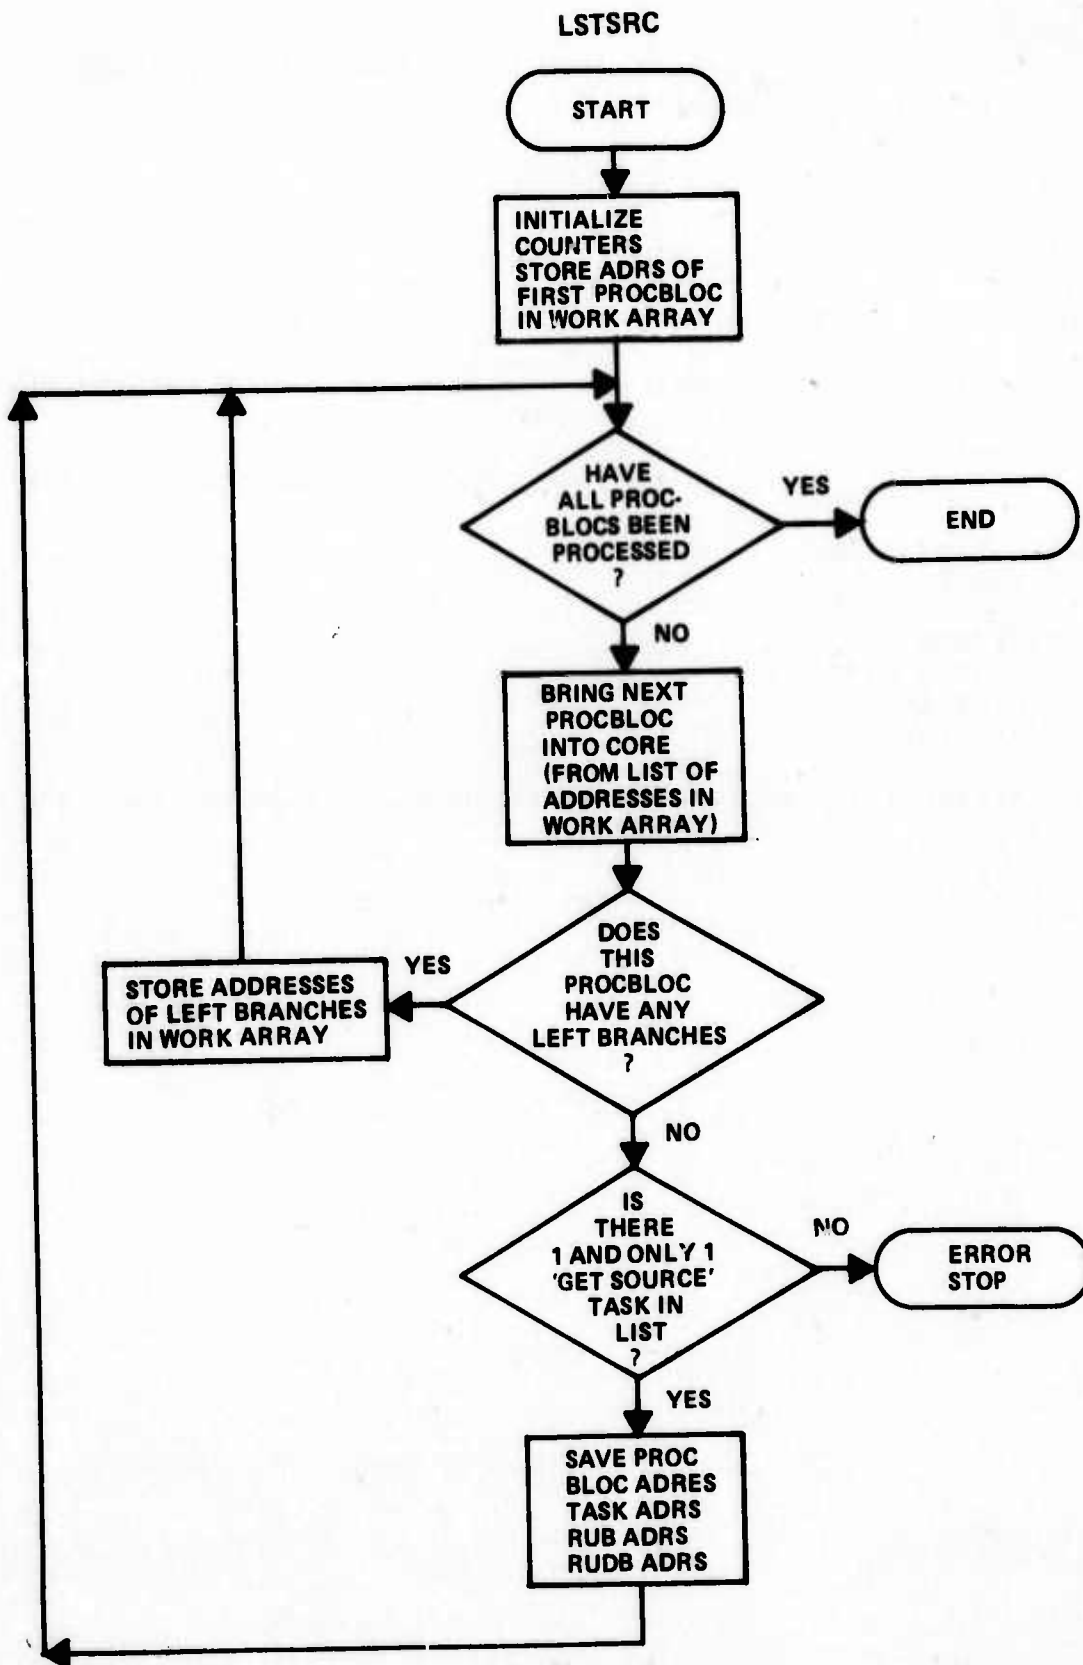 LSTSRC
START
INITIALIZE
COUNTERS
STORE ADRS OF
FIRST PROCBLOC
IN WORK ARRAY
HAVE
ALL PROC-
BLOCS BEEN
PROCESSED
?
YES
END
NO
BRING NEXT
PROCBLOC
INTO CORE
(FROM LIST OF
ADDRESSES IN
WORK ARRAY)
DOES
THIS
PROCBLOC
HAVE ANY
LEFT BRANCHES
?
YES
STORE ADDRESSES
OF LEFT BRANCHES
IN WORK ARRAY
NO
IS
THERE
1 AND ONLY 1
'GET SOURCE'
TASK IN
LIST
?
NO
ERROR
STOP
YES
SAVE PROC
BLOC ADRES
TASK ADRS
RUB ADRS
RUDB ADRS